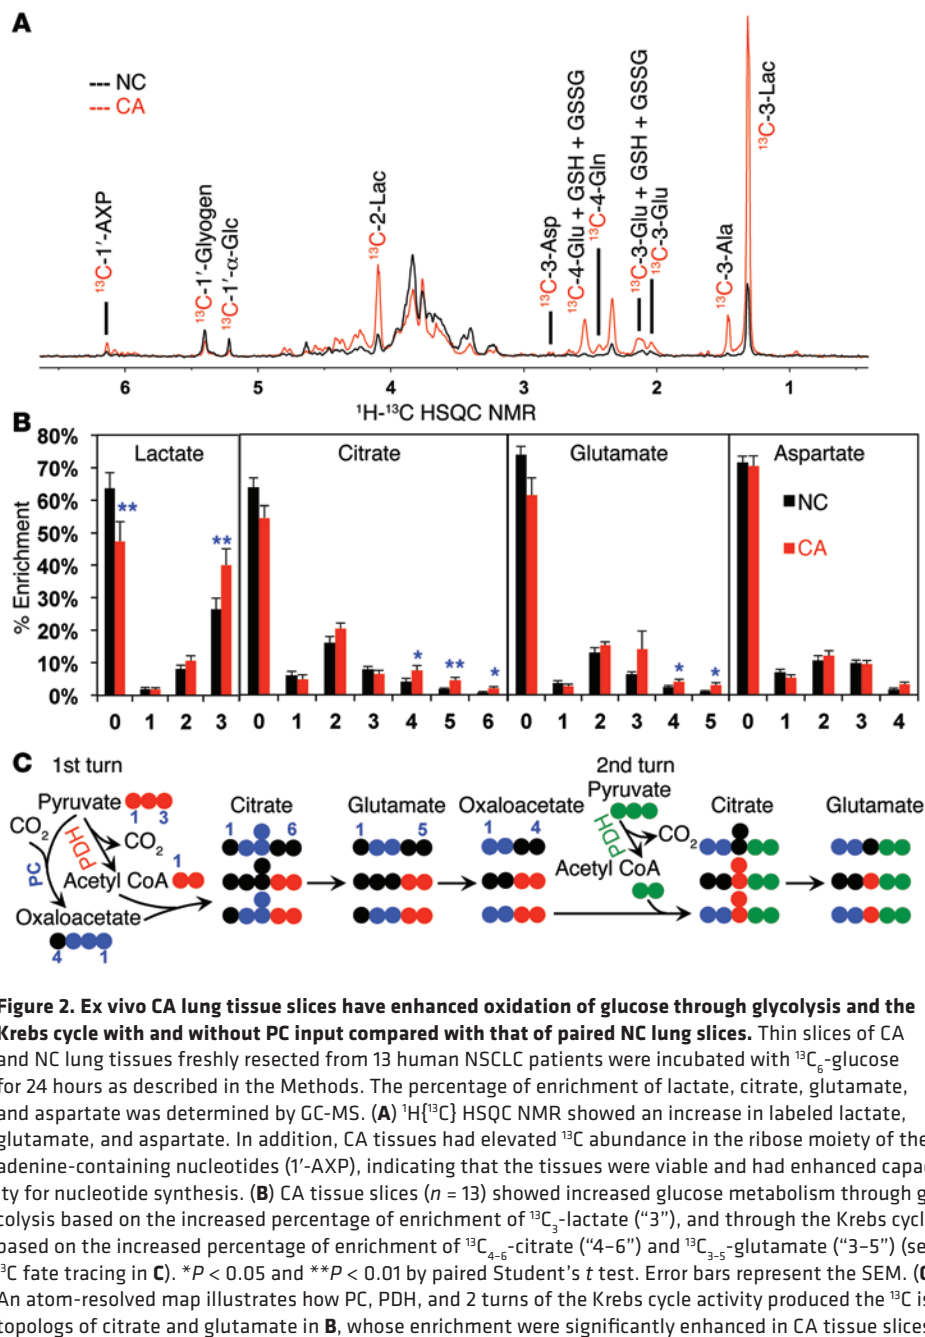 A
--- NC
--- CA
13C-1′-AXP
13C-1′-Glyogen
13C-1′-α-Glc
13C-2-Lac
13C-3-Asp
13C-4-Glu + GSH + GSSG
13C-4-Gln
13C-3-Glu + GSH + GSSG
13C-3-Glu
13C-3-Ala
13C-3-Lac
6 5 4 3 2 1
1H-13C HSQC NMR
B
% Enrichment
80%
70%
60%
50%
40%
30%
20%
10%
0%
Lactate Citrate Glutamate Aspartate
NC
CA
** ** * ** * * *
0 1 2 3 0 1 2 3 4 5 6 0 1 2 3 4 5 0 1 2 3 4
C 1st turn 2nd turn
Pyruvate
1 3
CO2
PC
PDH
CO2
1
Acetyl CoA
Oxaloacetate
4 1
Citrate
1 6
Glutamate
1 5
Oxaloacetate
1 4
Pyruvate
PDH
CO2
Acetyl CoA
Citrate
Glutamate
Figure 2. Ex vivo CA lung tissue slices have enhanced oxidation of glucose through glycolysis and the
Krebs cycle with and without PC input compared with that of paired NC lung slices. Thin slices of CA
and NC lung tissues freshly resected from 13 human NSCLC patients were incubated with 13C6-glucose
for 24 hours as described in the Methods. The percentage of enrichment of lactate, citrate, glutamate,
and aspartate was determined by GC-MS. (A) 1H{13C} HSQC NMR showed an increase in labeled lactate,
glutamate, and aspartate. In addition, CA tissues had elevated 13C abundance in the ribose moiety of the
adenine-containing nucleotides (1′-AXP), indicating that the tissues were viable and had enhanced capac
ity for nucleotide synthesis. (B) CA tissue slices (n = 13) showed increased glucose metabolism through g
colysis based on the increased percentage of enrichment of 13C3-lactate (“3”), and through the Krebs cycl
based on the increased percentage of enrichment of 13C4–6-citrate (“4–6”) and 13C3–5-glutamate (“3–5”) (se
13C fate tracing in C). *P < 0.05 and **P < 0.01 by paired Student’s t test. Error bars represent the SEM. (C
An atom-resolved map illustrates how PC, PDH, and 2 turns of the Krebs cycle activity produced the 13C is
topologs of citrate and glutamate in B, whose enrichment were significantly enhanced in CA tissue slices